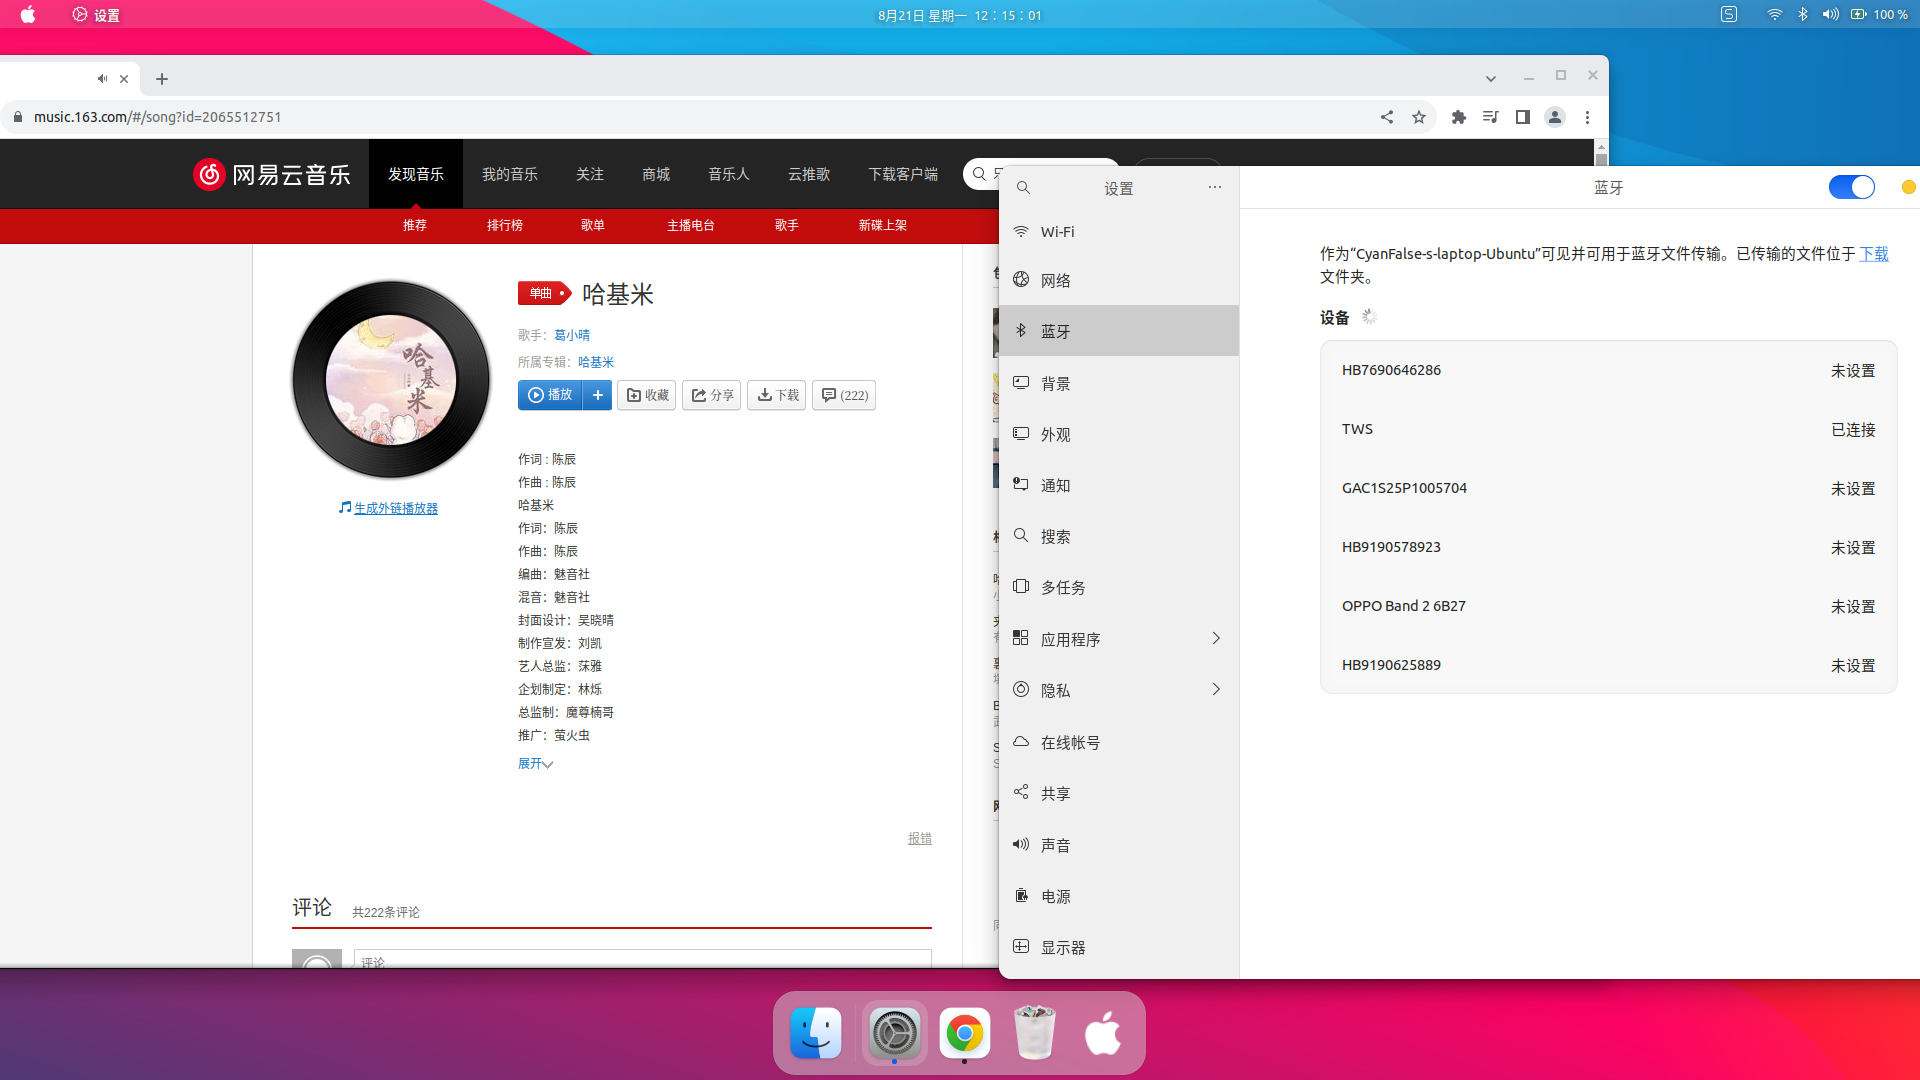 设置
8月21日 星期一 12：15：01
100 %
music.163.com/#/song?id=2065512751
网易云音乐
发现音乐
我的音乐
关注
商城
音乐人
云推歌
下载客户端
推荐
排行榜
歌单
主播电台
歌手
新碟上架
单曲
哈基米
歌手：葛小晴
所属专辑：哈基米
播放
收藏
分享
下载
(222)
哈基米
生成外链播放器
作词 : 陈辰
作曲 : 陈辰
哈基米
作词：陈辰
作曲：陈辰
编曲：魅音社
混音：魅音社
封面设计：吴晓晴
制作宣发：刘凯
艺人总监：莯雅
企划制定：林烁
总监制：魔尊楠哥
推广：萤火虫
展开
报错
评论
共222条评论
评论
设置
Wi-Fi
网络
蓝牙
背景
外观
通知
搜索
多任务
应用程序
隐私
在线帐号
共享
声音
电源
显示器
蓝牙
作为“CyanFalse-s-laptop-Ubuntu”可见并可用于蓝牙文件传输。已传输的文件位于 下载
文件夹。
设备
HB7690646286 未设置
TWS 已连接
GAC1S25P1005704 未设置
HB9190578923 未设置
OPPO Band 2 6B27 未设置
HB9190625889 未设置